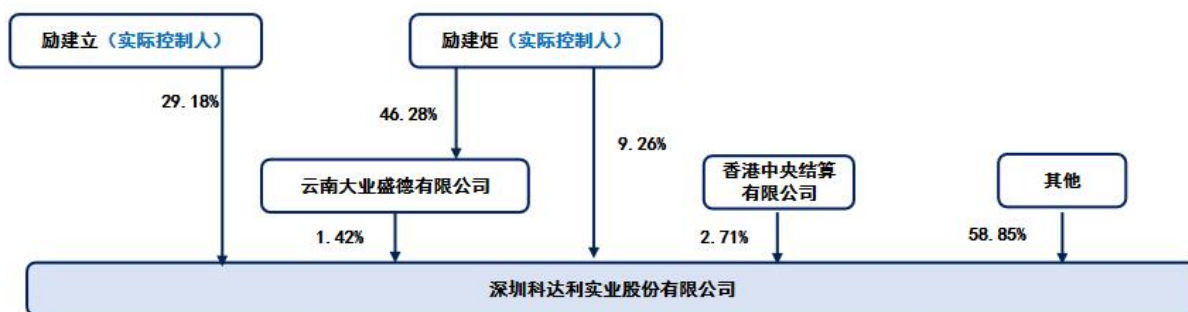 励建立（实际控制人）
励建炬（实际控制人）
29.18%
46.28%
9.26%
云南大业盛德有限公司
香港中央结算
有限公司
其他
1.42%
2.71%
58.85%
深圳科达利实业股份有限公司